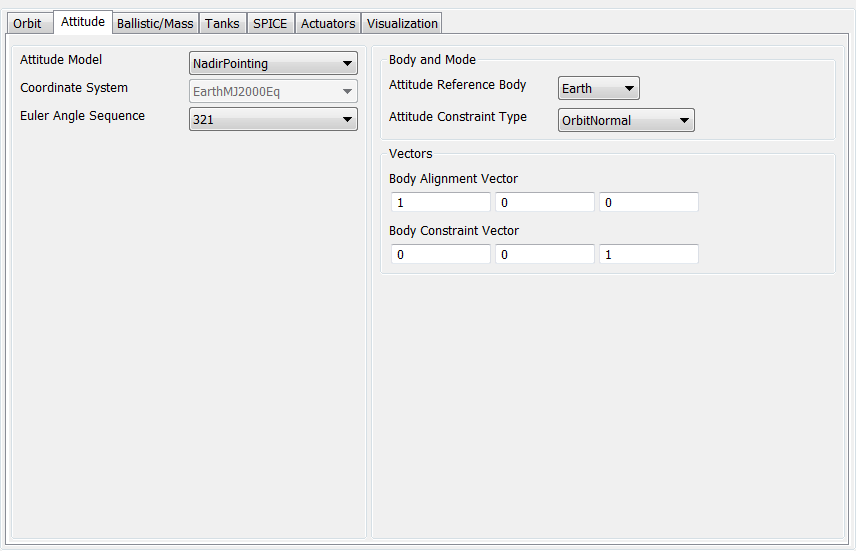 Orbit Attitude Ballistic/Mass Tanks SPICE Actuators Visualization
Attitude Model NadirPointing
Coordinate System EarthMJ2000Eq
Euler Angle Sequence 321
Body and Mode
Attitude Reference Body Earth
Attitude Constraint Type OrbitNormal
Vectors
Body Alignment Vector
1 0 0
Body Constraint Vector
0 0 1